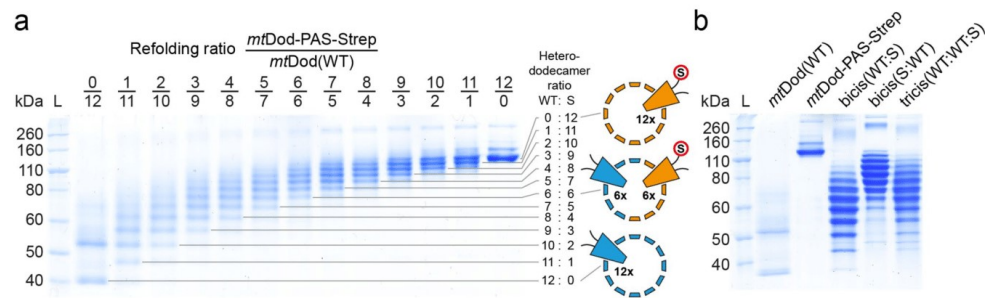 a
Refolding ratio mtDod-PAS-Strep / mtDod(WT)
0 1 2 3 4 5 6 7 8 9 10 11 12
kDa L 12 11 10 9 8 7 6 5 4 3 2 1 0
260
160
110
80
60
50
40
Hetero-
dodecamer
ratio
WT: S
0 : 12
1 : 11
2 : 10
3 : 9
4 : 8
5 : 7
6 : 6
7 : 5
8 : 4
9 : 3
10 : 2
11 : 1
12 : 0
S
12x
S
6x 6x
12x
b
kDa L mtDod(WT) mtDod-PAS-Strep bicis(WT:S) bicis(S:WT) tricis(WT:WT:S)
260
160
110
80
60
50
40